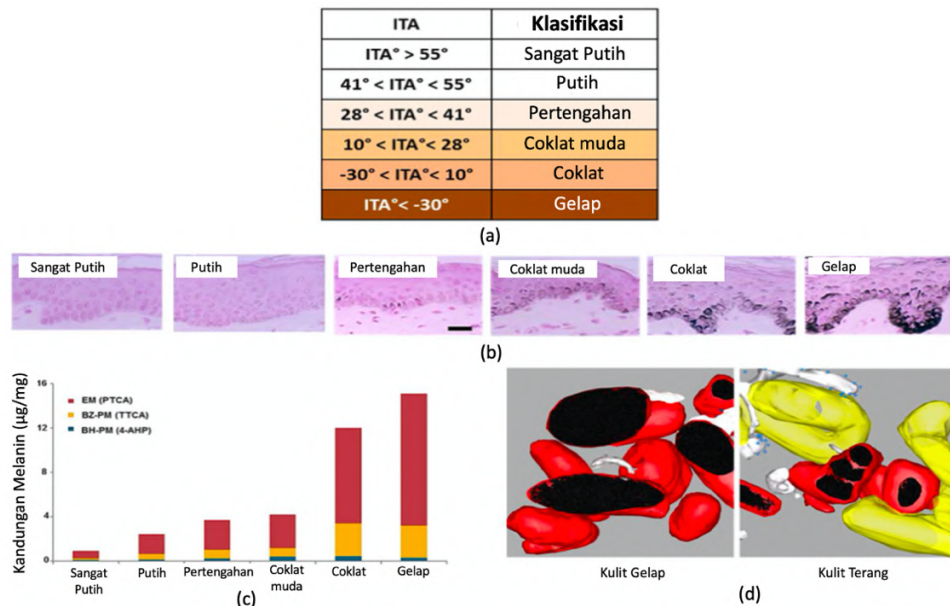 ITA Klasifikasi
ITA° > 55° Sangat Putih
41° < ITA° < 55° Putih
28° < ITA° < 41° Pertengahan
10° < ITA°< 28° Coklat muda
-30° < ITA°< 10° Coklat
ITA°< -30° Gelap
(a)
Sangat Putih Putih Pertengahan Coklat muda Coklat Gelap
(b)
Kandungan Melanin (µg/mg)
16
12
8
4
0
EM (PTCA)
BZ-PM (TTCA)
BH-PM (4-AHP)
Sangat
Putih
Putih
Pertengahan
Coklat
muda
Coklat
Gelap
(c)
Kulit Gelap Kulit Terang
(d)